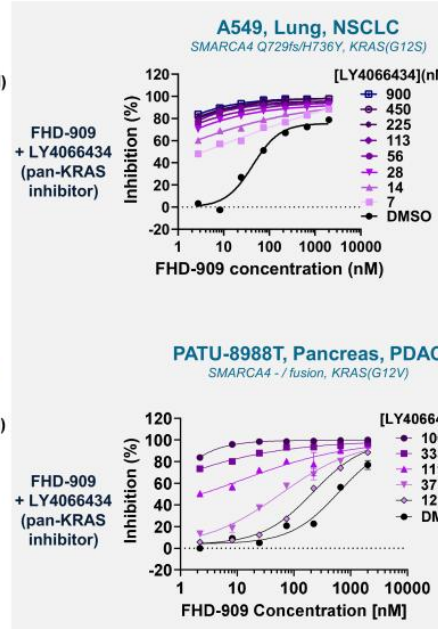 A549, Lung, NSCLC
SMARCA4 Q729fs/H736Y, KRAS(G12S)
FHD-909
+ LY4066434
(pan-KRAS
inhibitor)
Inhibition (%)
120
100
80
60
40
20
0
-20
1 10 100 1000 10000
FHD-909 concentration (nM)
[LY4066434](nM
900
450
225
113
56
28
14
7
DMSO
PATU-8988T, Pancreas, PDAC
SMARCA4 - / fusion, KRAS(G12V)
FHD-909
+ LY4066434
(pan-KRAS
inhibitor)
Inhibition (%)
120
100
80
60
40
20
0
-20
1 10 100 1000 10000
FHD-909 Concentration [nM]